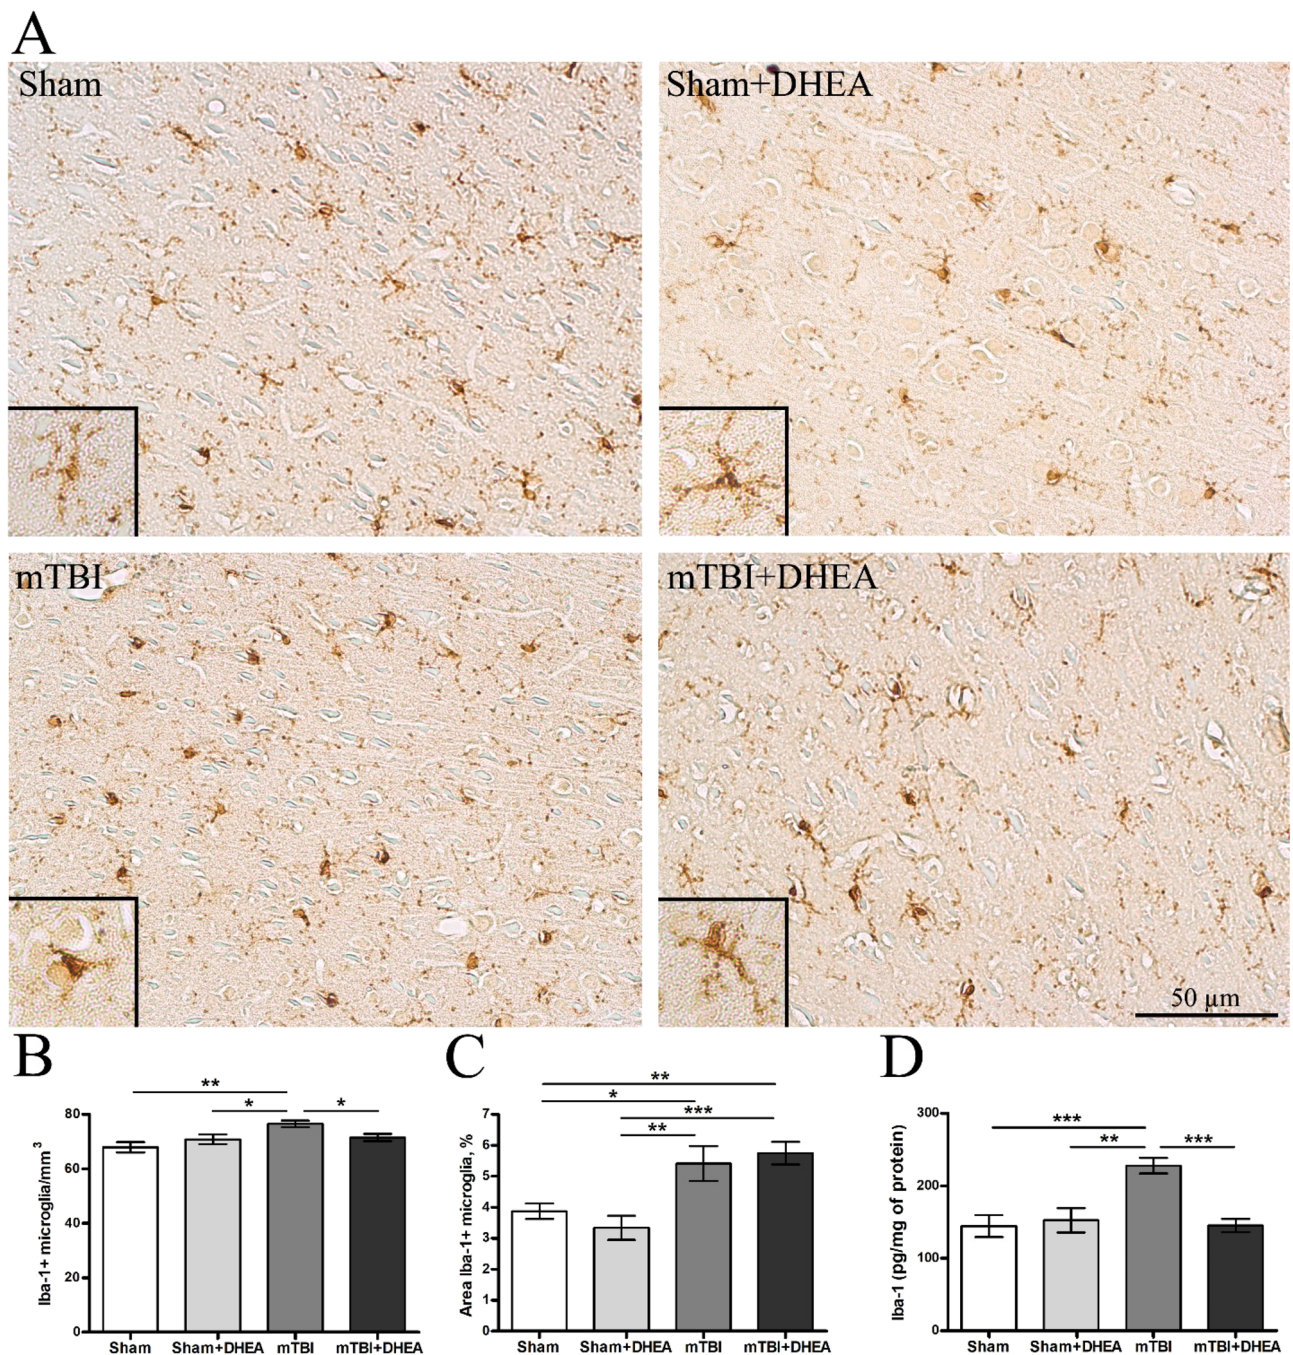 A
Sham
Sham+DHEA
mTBI
mTBI+DHEA
50 µm
B
**
*
*
80
60
40
20
0
Iba-1+ microglia/mm3
Sham
Sham+DHEA
mTBI
mTBI+DHEA
C
**
*
***
**
7
6
5
4
3
2
1
0
Area Iba-1+ microglia, %
Sham
Sham+DHEA
mTBI
mTBI+DHEA
D
***
**
***
300
200
100
0
Iba-1 (pg/mg of protein)
Sham
Sham+DHEA
mTBI
mTBI+DHEA